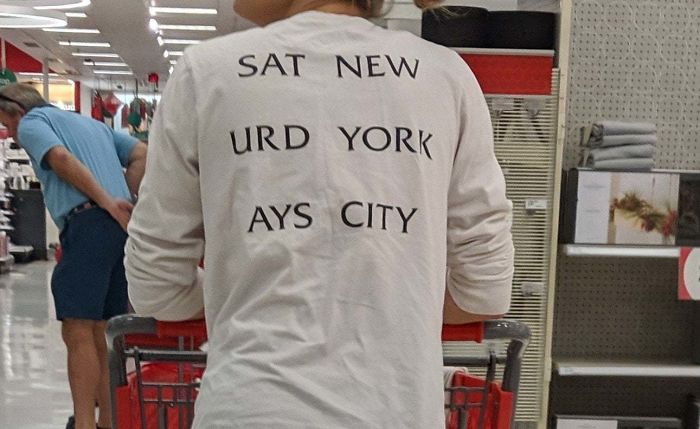 SAT NEW
URD YORK
AYS CITY